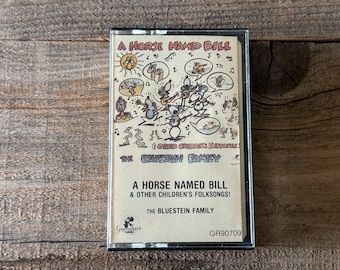 A HORSE NAMED BILL
& OTHER CHILDREN'S FOLKSONGS!
THE BLUESTEIN FAMILY
A HORSE NAMED BILL
& OTHER CHILDREN'S FOLKSONGS!
THE BLUESTEIN FAMILY
GR90709